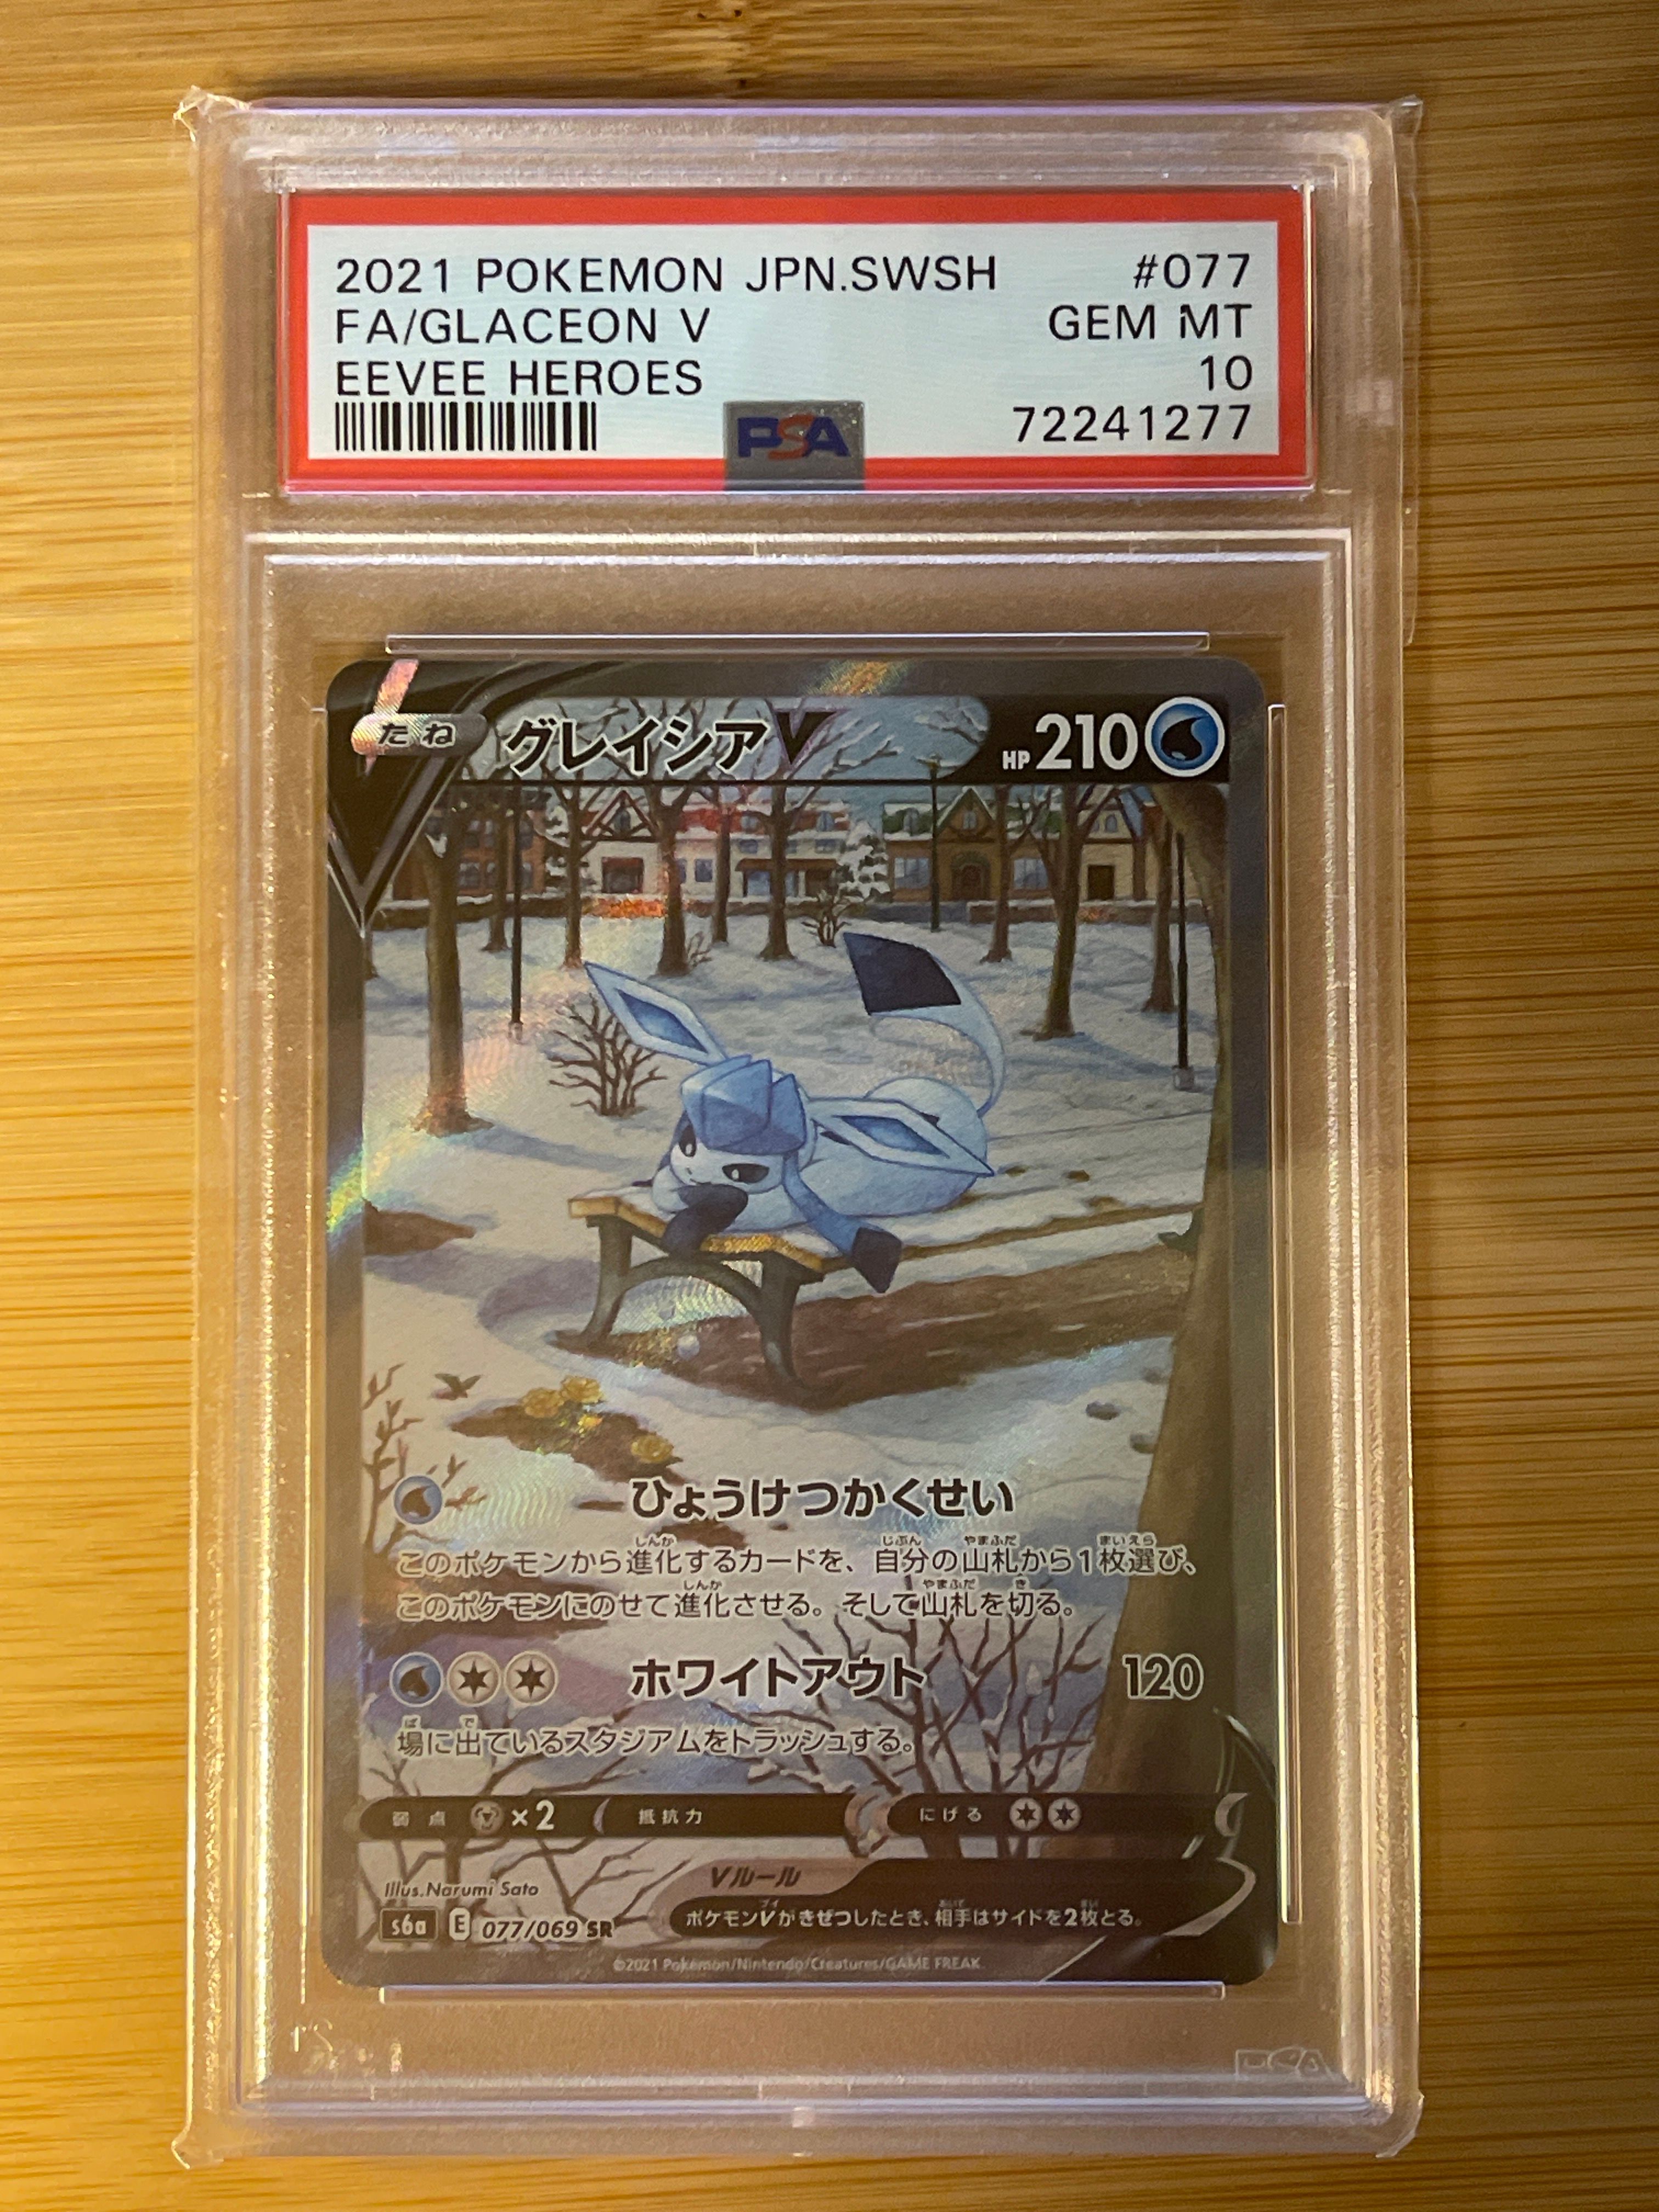 2021 POKEMON JPN.SWSH #077
FA/GLACEON V GEM MT
EEVEE HEROES 10
PSA 72241277
たね グレイシアV HP210
ひょうけつかくせい
このポケモンから進化するカードを、自分の山札から1枚選び、
このポケモンにのせて進化させる。そして山札を切る。
ホワイトアウト 120
場に出ているスタジアムをトラッシュする。
弱点 ×2 抵抗力 にげる
Vルール
Illus.Narumi Sato
ポケモンVがきぜつしたとき、相手はサイドを2枚とる。
s6a E 077/069 SR
©2021 Pokémon/Nintendo/Creatures/GAME FREAK.
PSA